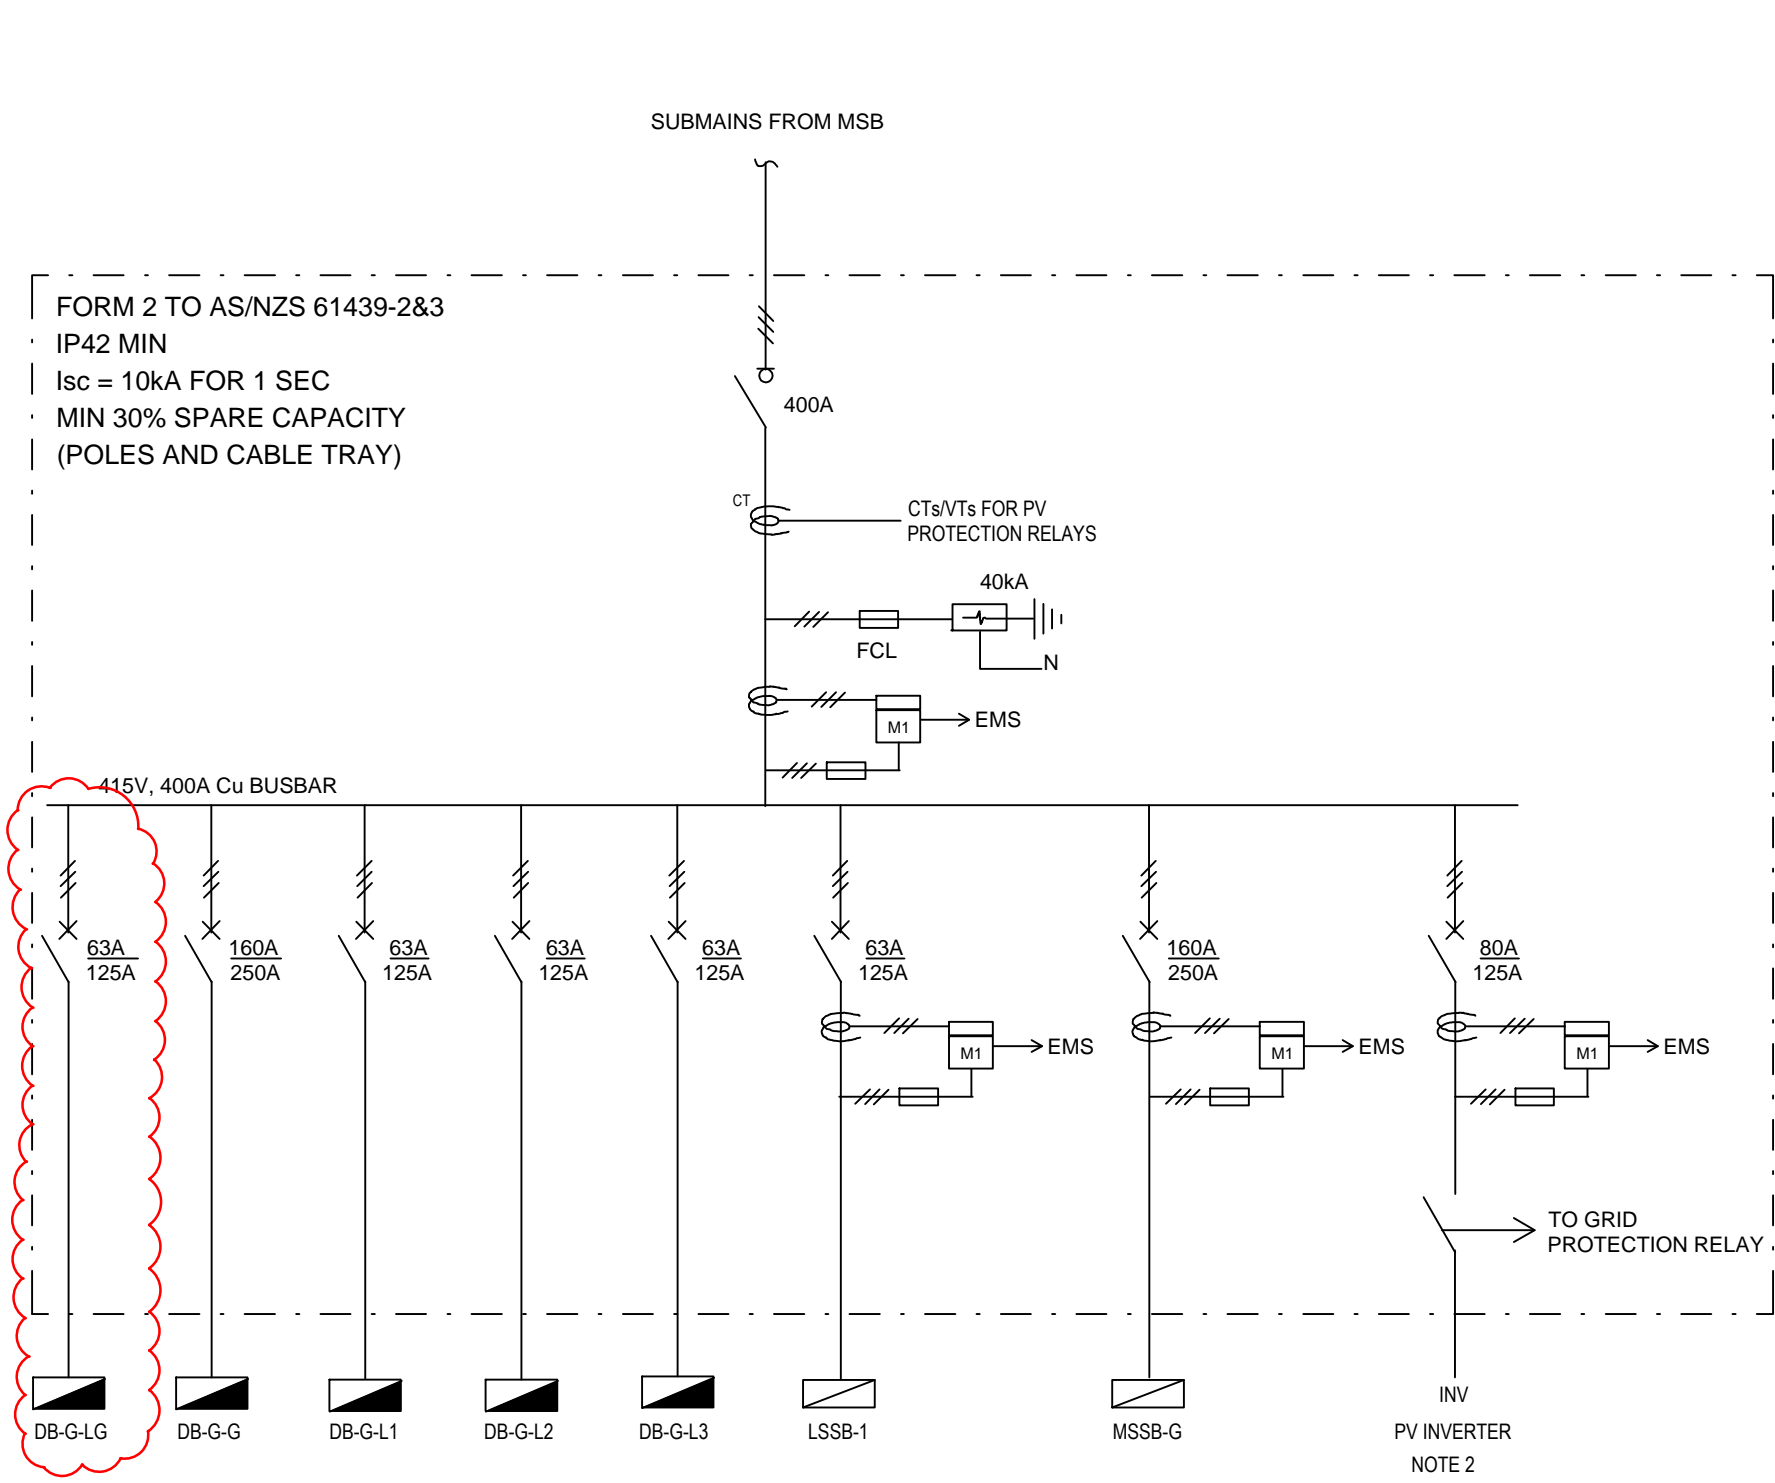 SUBMAINS FROM MSB
FORM 2 TO AS/NZS 61439-2&3
IP42 MIN
Isc = 10kA FOR 1 SEC
MIN 30% SPARE CAPACITY
(POLES AND CABLE TRAY)
400A
CT
CTs/VTs FOR PV
PROTECTION RELAYS
40kA
FCL
N
M1
EMS
415V, 400A Cu BUSBAR
63A
125A
160A
250A
63A
125A
63A
125A
63A
125A
63A
125A
160A
250A
80A
125A
M1
EMS
M1
EMS
M1
EMS
TO GRID
PROTECTION RELAY
DB-G-LG
DB-G-G
DB-G-L1
DB-G-L2
DB-G-L3
LSSB-1
MSSB-G
INV
PV INVERTER
NOTE 2